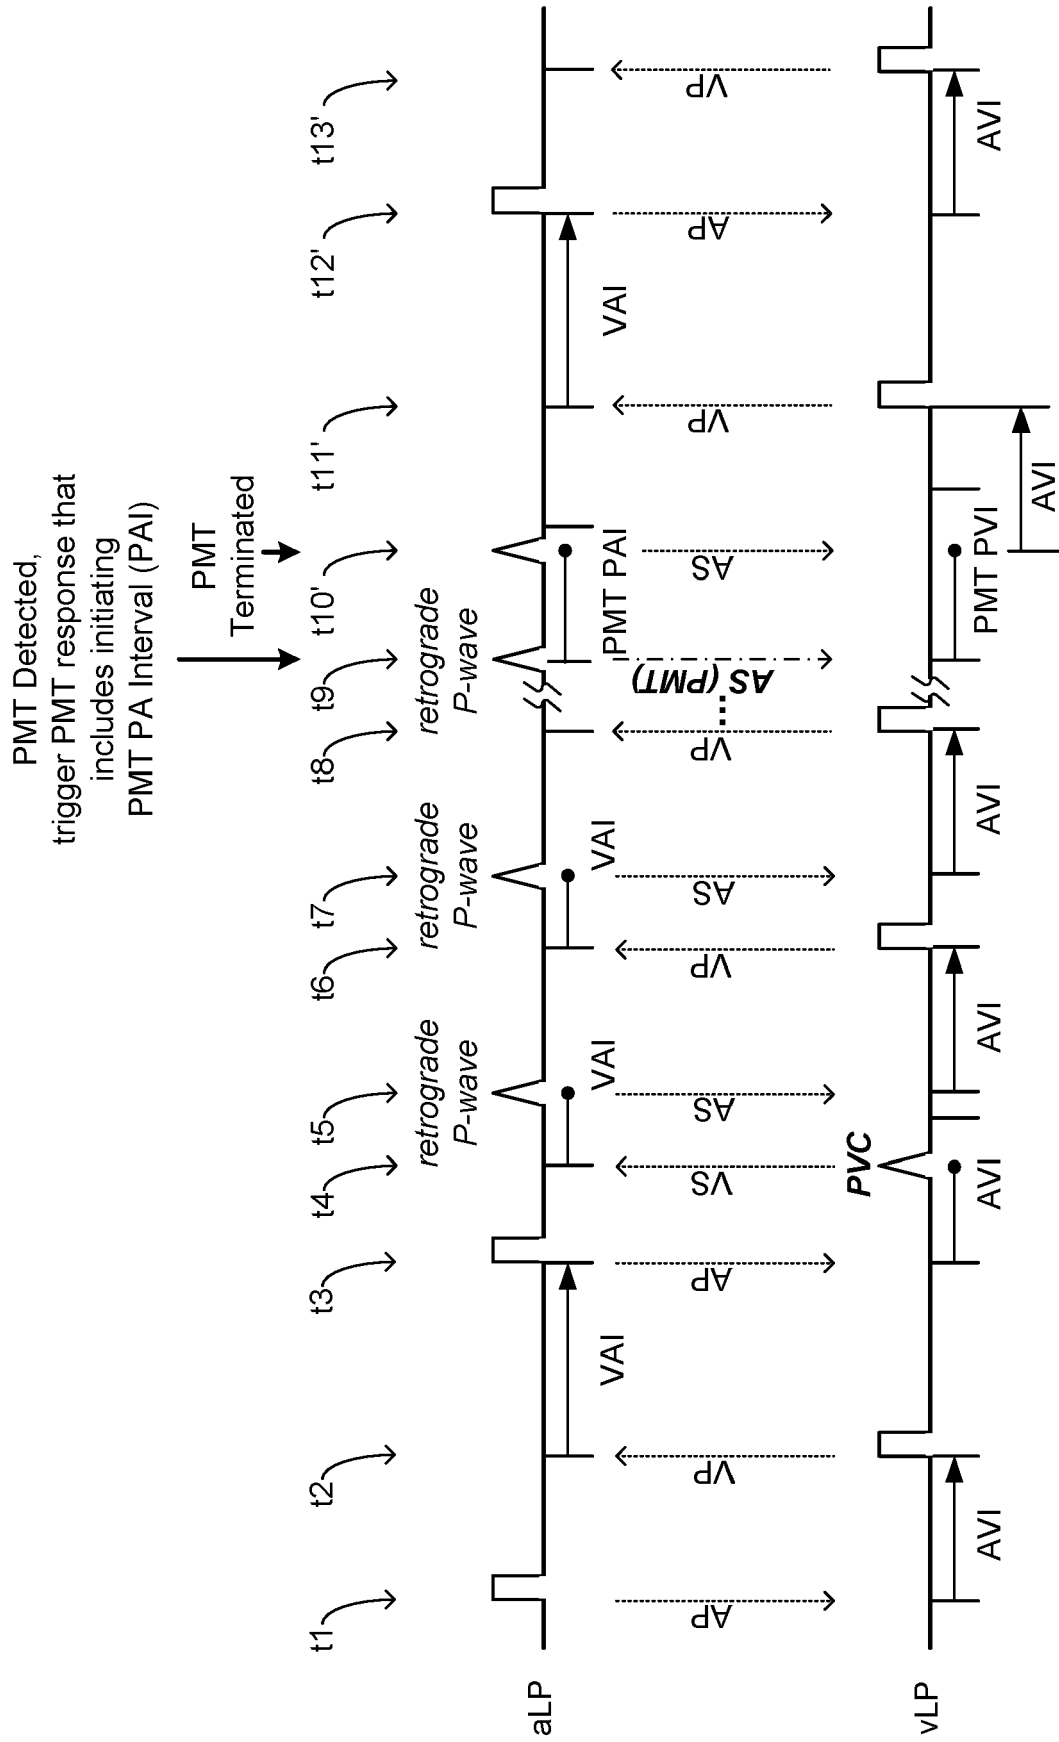 PMT Detected,
trigger PMT response that
includes initiating
PMT PA Interval (PAI)
PMT
Terminated
t1
t2
t3
t4
t5
t6
t7
t8
t9
t10'
t11'
t12'
t13'
retrograde
P-wave
retrograde
P-wave
retrograde
P-wave
aLP
VAI
VAI
VAI
PMT PAI
VAI
AP
VP
AP
VS
AS
VP
AS
VP
...
AS (PMT)
AS
VP
AP
VP
PVC
vLP
AVI
AVI
AVI
AVI
PMT PVI
AVI
AVI